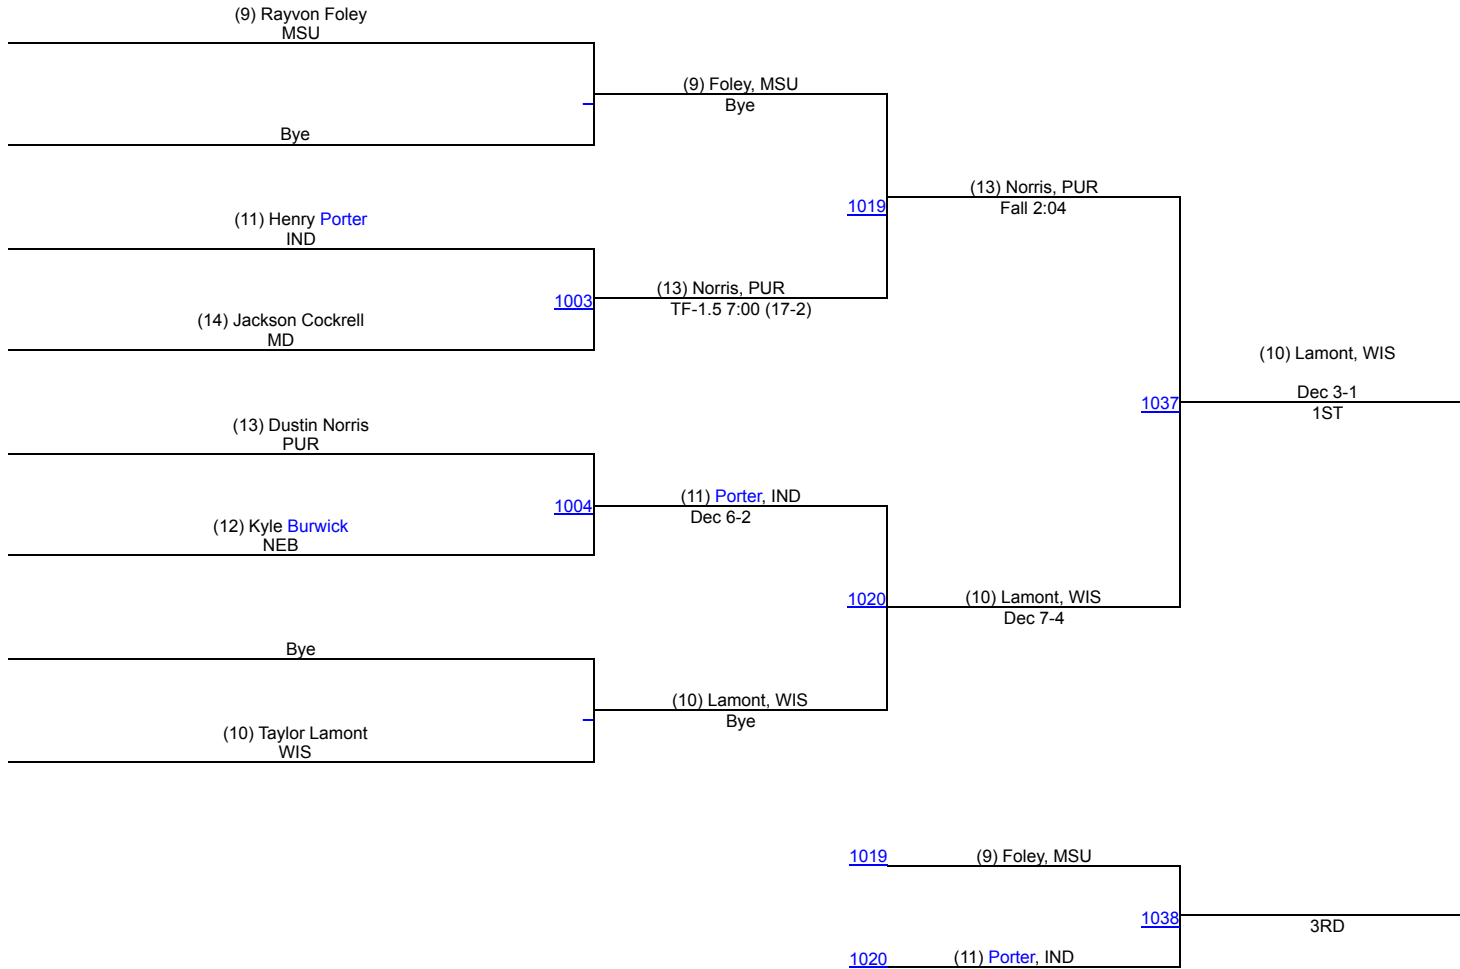 (9) Rayvon Foley
MSU
Bye
(9) Foley, MSU
Bye
(11) Henry Porter
IND
1003
(14) Jackson Cockrell
MD
(13) Norris, PUR
TF-1.5 7:00 (17-2)
1019
(13) Norris, PUR
Fall 2:04
(13) Dustin Norris
PUR
1004
(12) Kyle Burwick
NEB
(11) Porter, IND
Dec 6-2
Bye
(10) Taylor Lamont
WIS
(10) Lamont, WIS
Bye
1020
(10) Lamont, WIS
Dec 7-4
1037
(10) Lamont, WIS
Dec 3-1
1ST
1019
(9) Foley, MSU
1038
1020
(11) Porter, IND
3RD